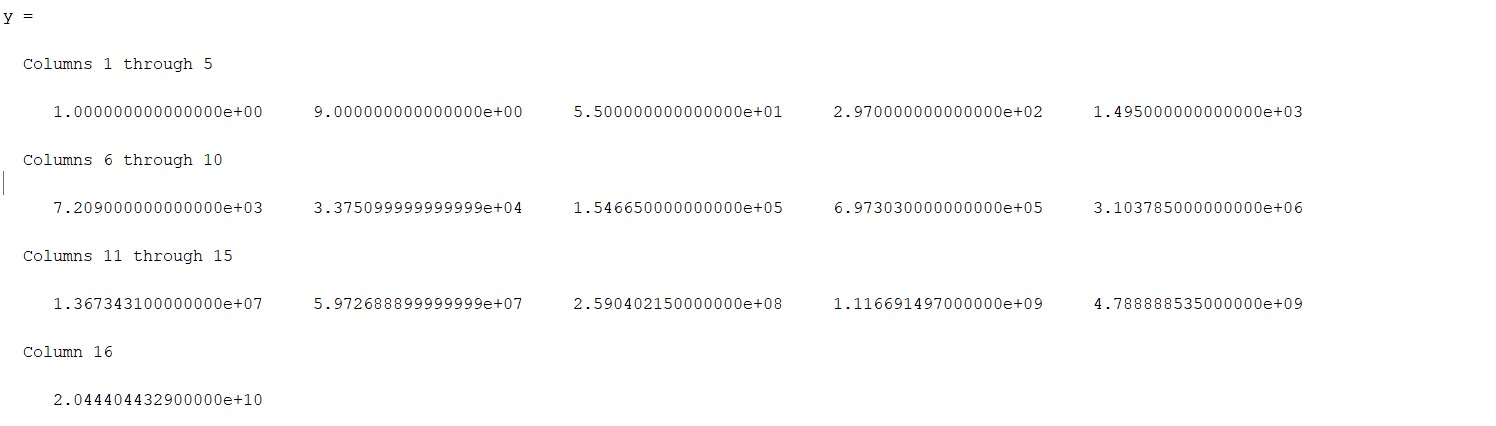 y =
Columns 1 through 5
1.000000000000000e+00 9.000000000000000e+00 5.500000000000000e+01 2.970000000000000e+02 1.495000000000000e+03
Columns 6 through 10
7.209000000000000e+03 3.375099999999999e+04 1.546650000000000e+05 6.973030000000000e+05 3.103785000000000e+06
Columns 11 through 15
1.367343100000000e+07 5.972688899999999e+07 2.590402150000000e+08 1.116691497000000e+09 4.788888535000000e+09
Column 16
2.044404432900000e+10